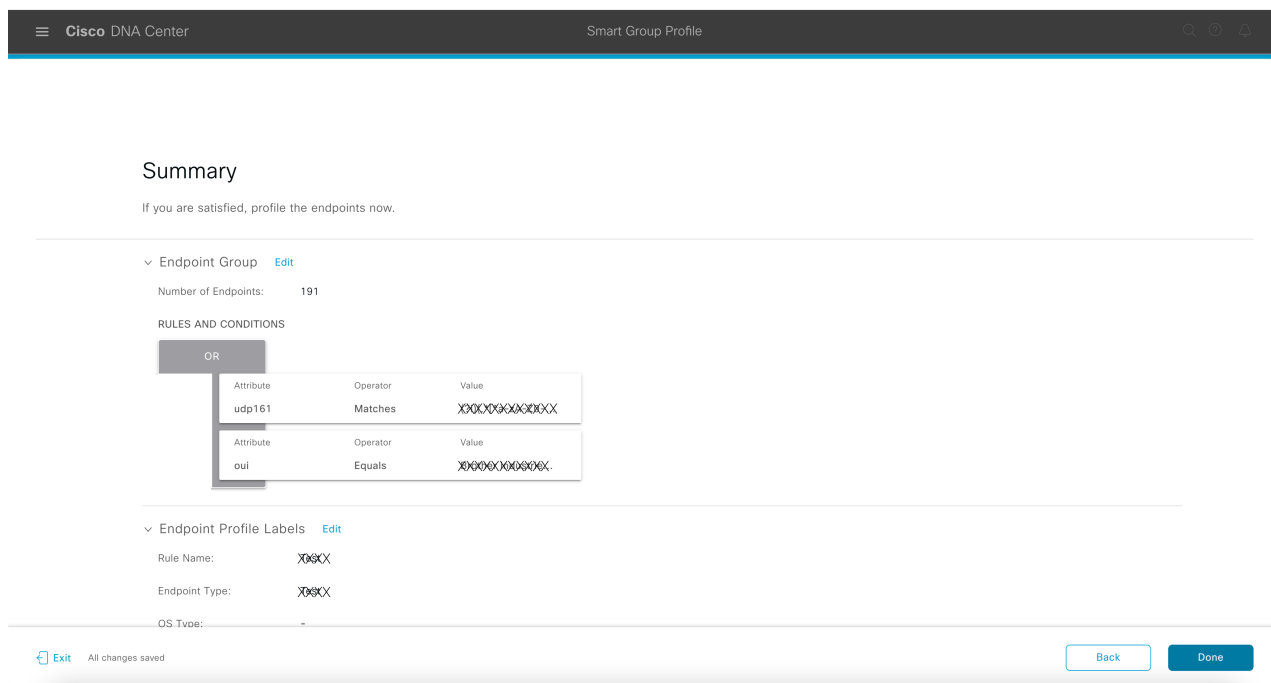 Cisco DNA Center
Smart Group Profile
Summary
If you are satisfied, profile the endpoints now.
Endpoint Group Edit
Number of Endpoints: 191
RULES AND CONDITIONS
OR
Attribute Operator Value
udp161 Matches
Attribute Operator Value
oui Equals
Endpoint Profile Labels Edit
Rule Name: Test
Endpoint Type: Test
OS Type: -
Exit All changes saved Back Done